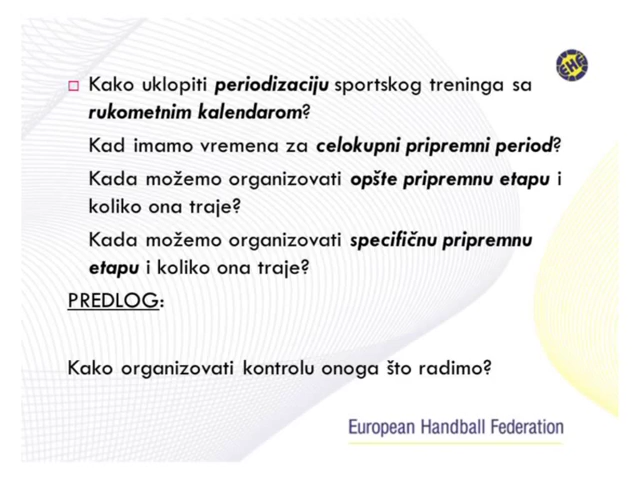 EHF
Kako uklopiti periodizaciju sportskog treninga sa
rukometnim kalendarom?
Kad imamo vremena za celokupni pripremni period?
Kada možemo organizovati opšte pripremnu etapu i
koliko ona traje?
Kada možemo organizovati specifičnu pripremnu
etapu i koliko ona traje?
PREDLOG:
Kako organizovati kontrolu onoga što radimo?
European Handball Federation